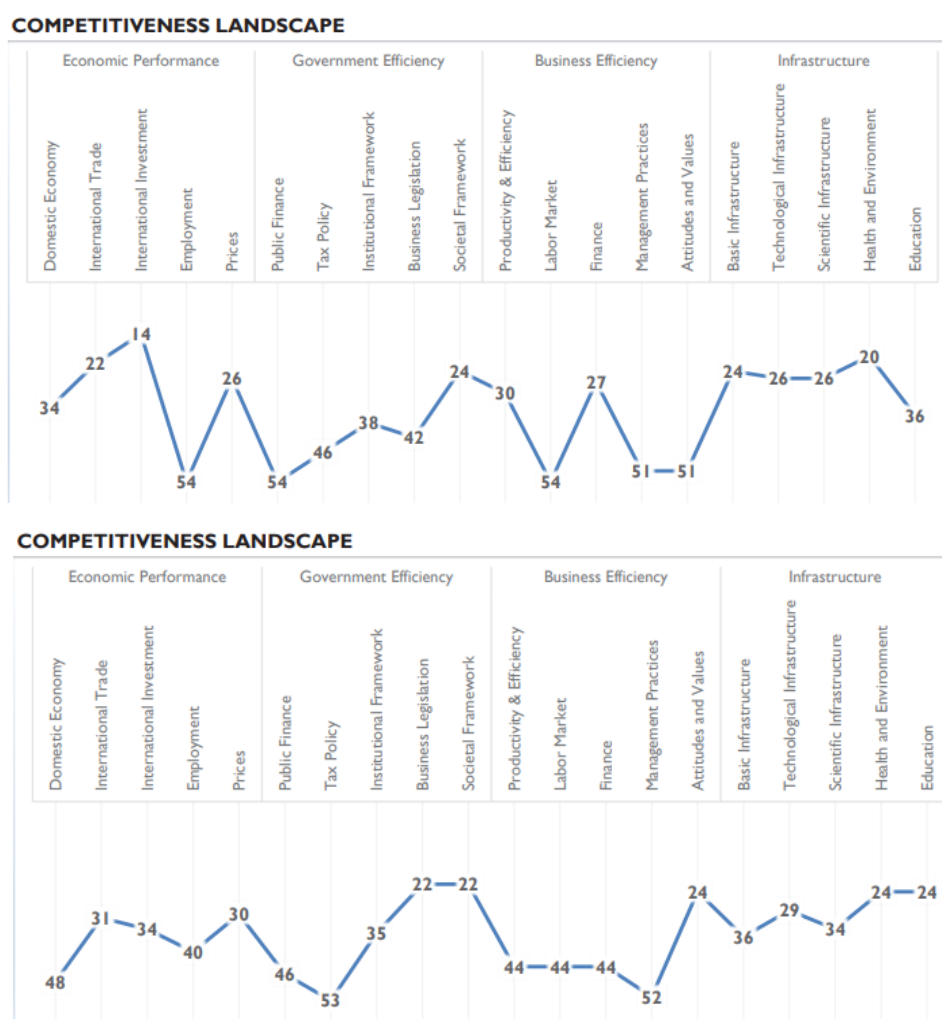 COMPETITIVENESS LANDSCAPE
Economic Performance Government Efficiency Business Efficiency Infrastructure
Domestic Economy
International Trade
International Investment
Employment
Prices
Public Finance
Tax Policy
Institutional Framework
Business Legislation
Societal Framework
Productivity & Efficiency
Labor Market
Finance
Management Practices
Attitudes and Values
Basic Infrastructure
Technological Infrastructure
Scientific Infrastructure
Health and Environment
Education
34
22
14
54
26
54
46
38
42
24
30
54
27
51
51
24
26
26
20
36
COMPETITIVENESS LANDSCAPE
Economic Performance Government Efficiency Business Efficiency Infrastructure
Domestic Economy
International Trade
International Investment
Employment
Prices
Public Finance
Tax Policy
Institutional Framework
Business Legislation
Societal Framework
Productivity & Efficiency
Labor Market
Finance
Management Practices
Attitudes and Values
Basic Infrastructure
Technological Infrastructure
Scientific Infrastructure
Health and Environment
Education
48
31
34
40
30
46
53
35
22
22
44
44
44
52
24
36
29
34
24
24